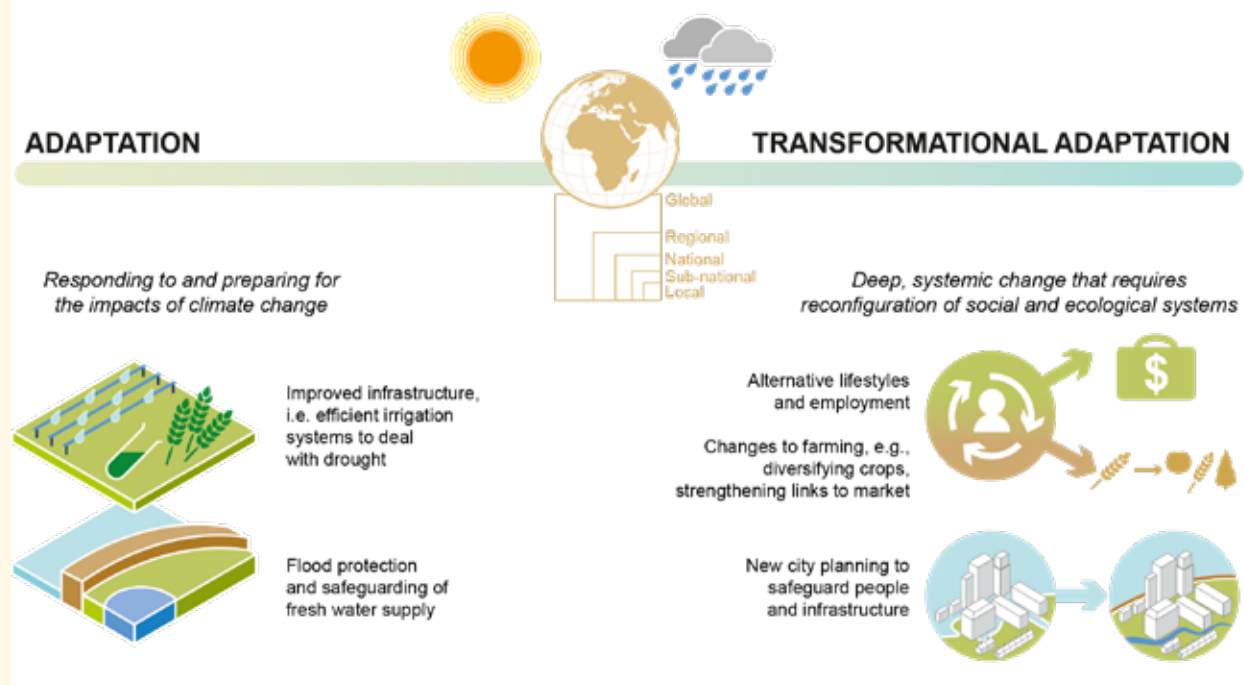 ADAPTATION
TRANSFORMATIONAL ADAPTATION
Global
Regional
National
Sub-national
Local
Responding to and preparing for
the impacts of climate change
Improved infrastructure,
i.e. efficient irrigation
systems to deal
with drought
Flood protection
and safeguarding of
fresh water supply
Deep, systemic change that requires
reconfiguration of social and ecological systems
Alternative lifestyles
and employment
$
Changes to farming, e.g.,
diversifying crops,
strengthening links to market
New city planning to
safeguard people
and infrastructure